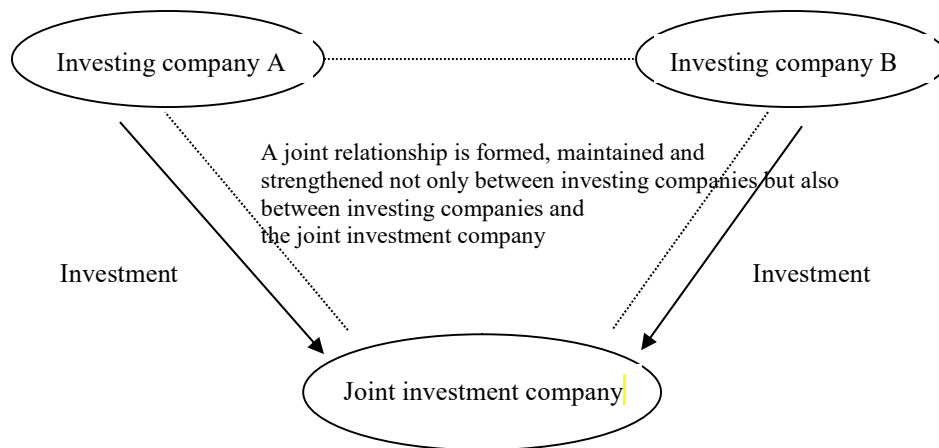 Investing company A
Investing company B
A joint relationship is formed, maintained and
strengthened not only between investing companies but also
between investing companies and
the joint investment company
Investment
Investment
Joint investment company